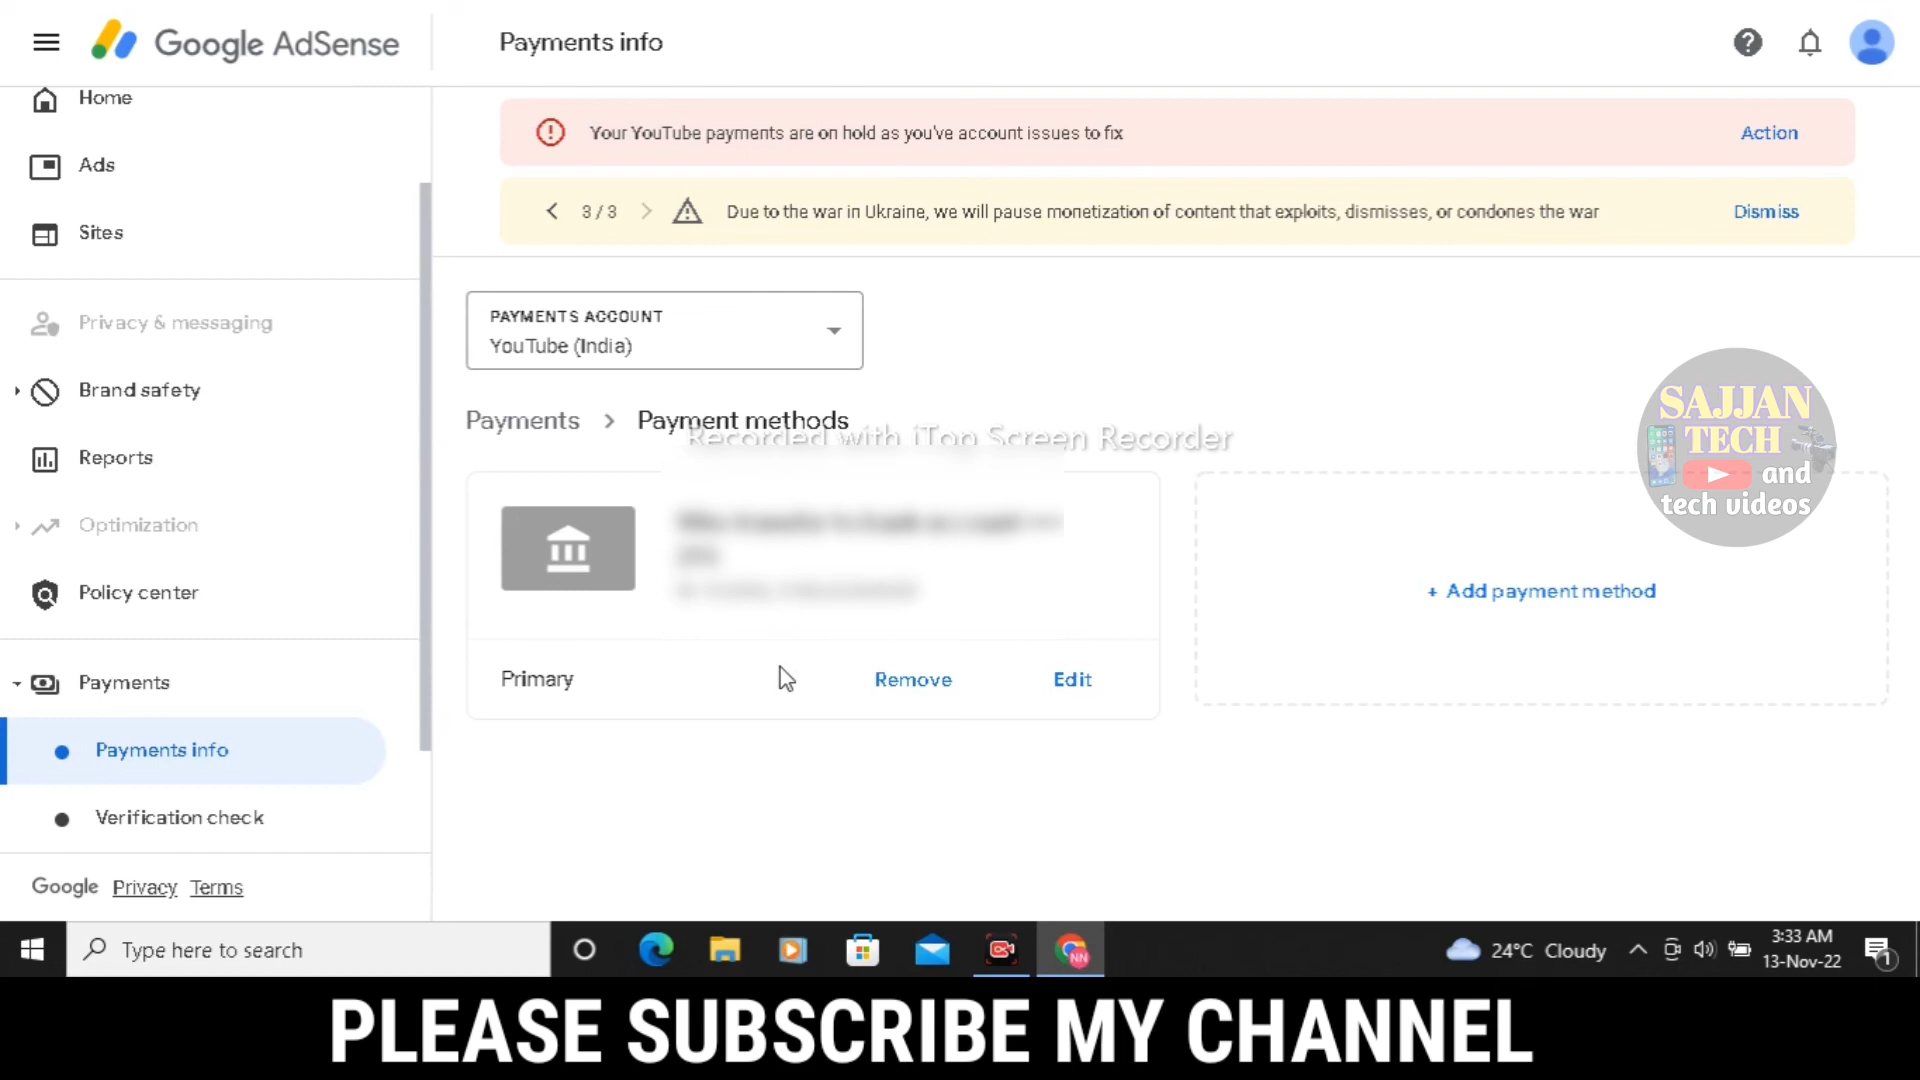 Google AdSense
Payments info
Home
Ads
Sites
Privacy & messaging
Brand safety
Reports
Optimization
Policy center
Payments
Payments info
Verification check
Google Privacy Terms
Your YouTube payments are on hold as you've account issues to fix
Action
3 / 3
Due to the war in Ukraine, we will pause monetization of content that exploits, dismisses, or condones the war
Dismiss
PAYMENTS ACCOUNT
YouTube (India)
Payments > Payment methods
Recorded with iTop Screen Recorder
Primary
Remove
Edit
+ Add payment method
SAJJAN
TECH
and
tech videos
Type here to search
NN
24°C Cloudy
3:33 AM
13-Nov-22
1
PLEASE SUBSCRIBE MY CHANNEL